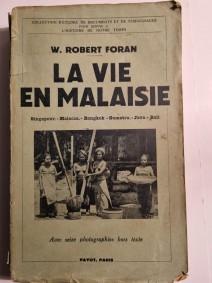 COLLECTION D'ÉTUDES, DE DOCUMENTS ET DE TÉMOIGNAGES
POUR SERVIR A
L'HISTOIRE DE NOTRE TEMPS
W. ROBERT FORAN
LA VIE
EN MALAISIE
Singapour. - Malacca. - Bangkok - Sumatra. - Java - Bali
Avec seize photographies hors texte
PAYOT, PARIS